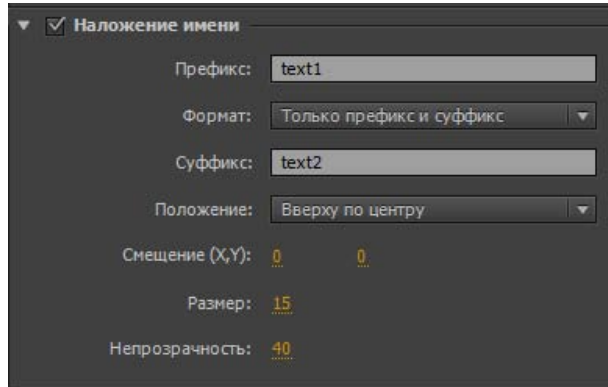 Наложение имени
Префикс: text1
Формат: Только префикс и суффикс
Суффикс: text2
Положение: Вверху по центру
Смещение (X,Y): 0 0
Размер: 15
Непрозрачность: 40